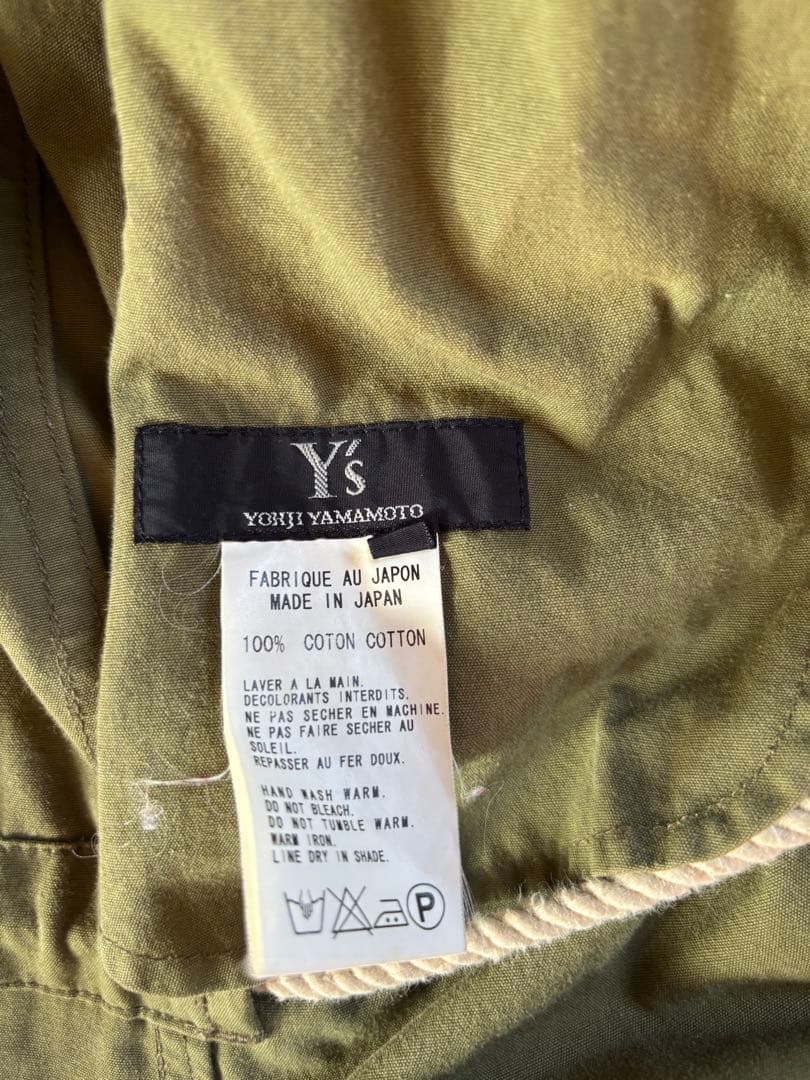 Y's
YOHJI YAMAMOTO
FABRIQUE AU JAPON
MADE IN JAPAN
100% COTON COTTON
LAVER A LA MAIN.
DECOLORANTS INTERDITS.
NE PAS SECHER EN MACHINE.
NE PAS FAIRE SECHER AU
SOLEIL.
REPASSER AU FER DOUX.
HAND WASH WARM.
DO NOT BLEACH.
DO NOT TUMBLE WARM.
WARM IRON.
LINE DRY IN SHADE.
P